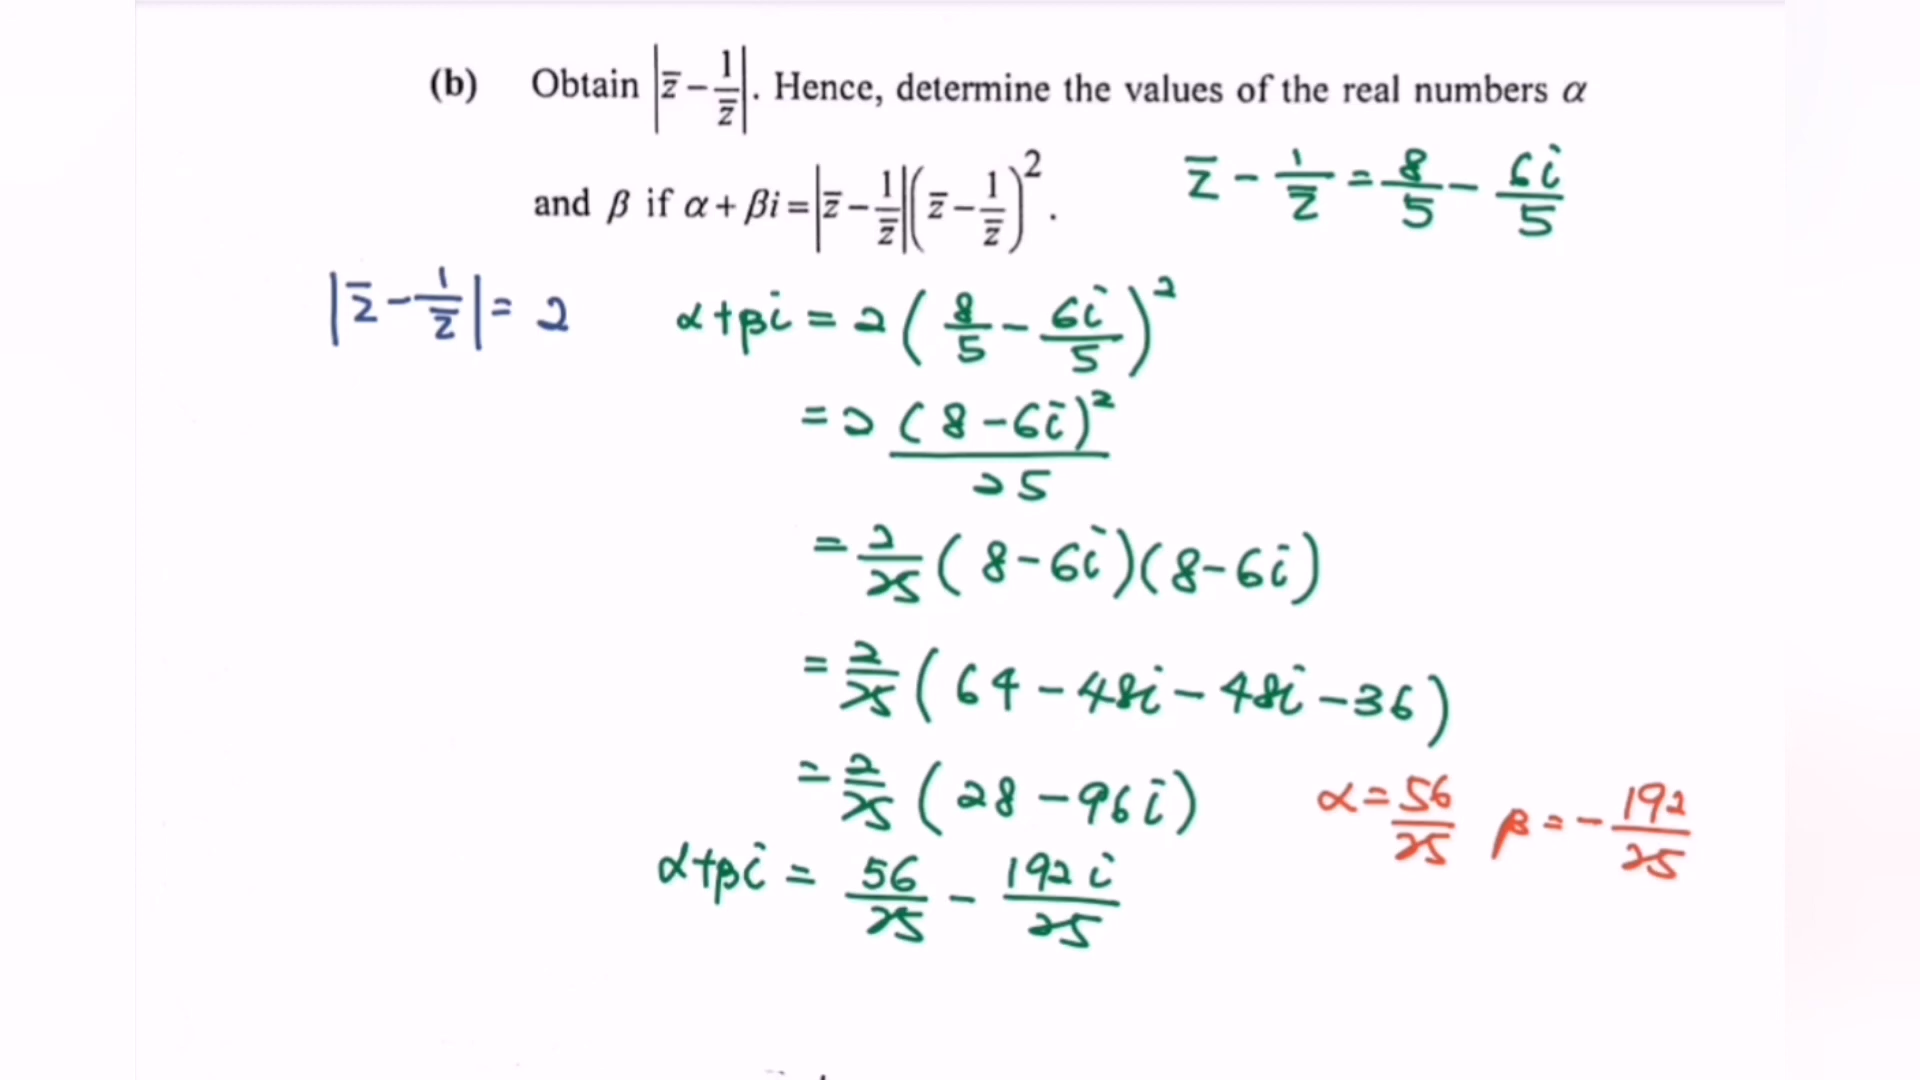 (b) Obtain |z̅ − 1/z̅|. Hence, determine the values of the real numbers α
and β if α + βi = |z̅ − 1/z̅|(z̅ − 1/z̅)².
z̅ − 1/z̅ = 8/5 − 6i/5
|z̅ − 1/z̅| = 2
α+βi = 2(8/5 − 6i/5)²
= 2 (8−6i)²/25
= 2/25 (8−6i)(8−6i)
= 2/25 (64 − 48i − 48i − 36)
= 2/25 (28 − 96i)
α = 56/25 β = − 192/25
α+βi = 56/25 − 192i/25